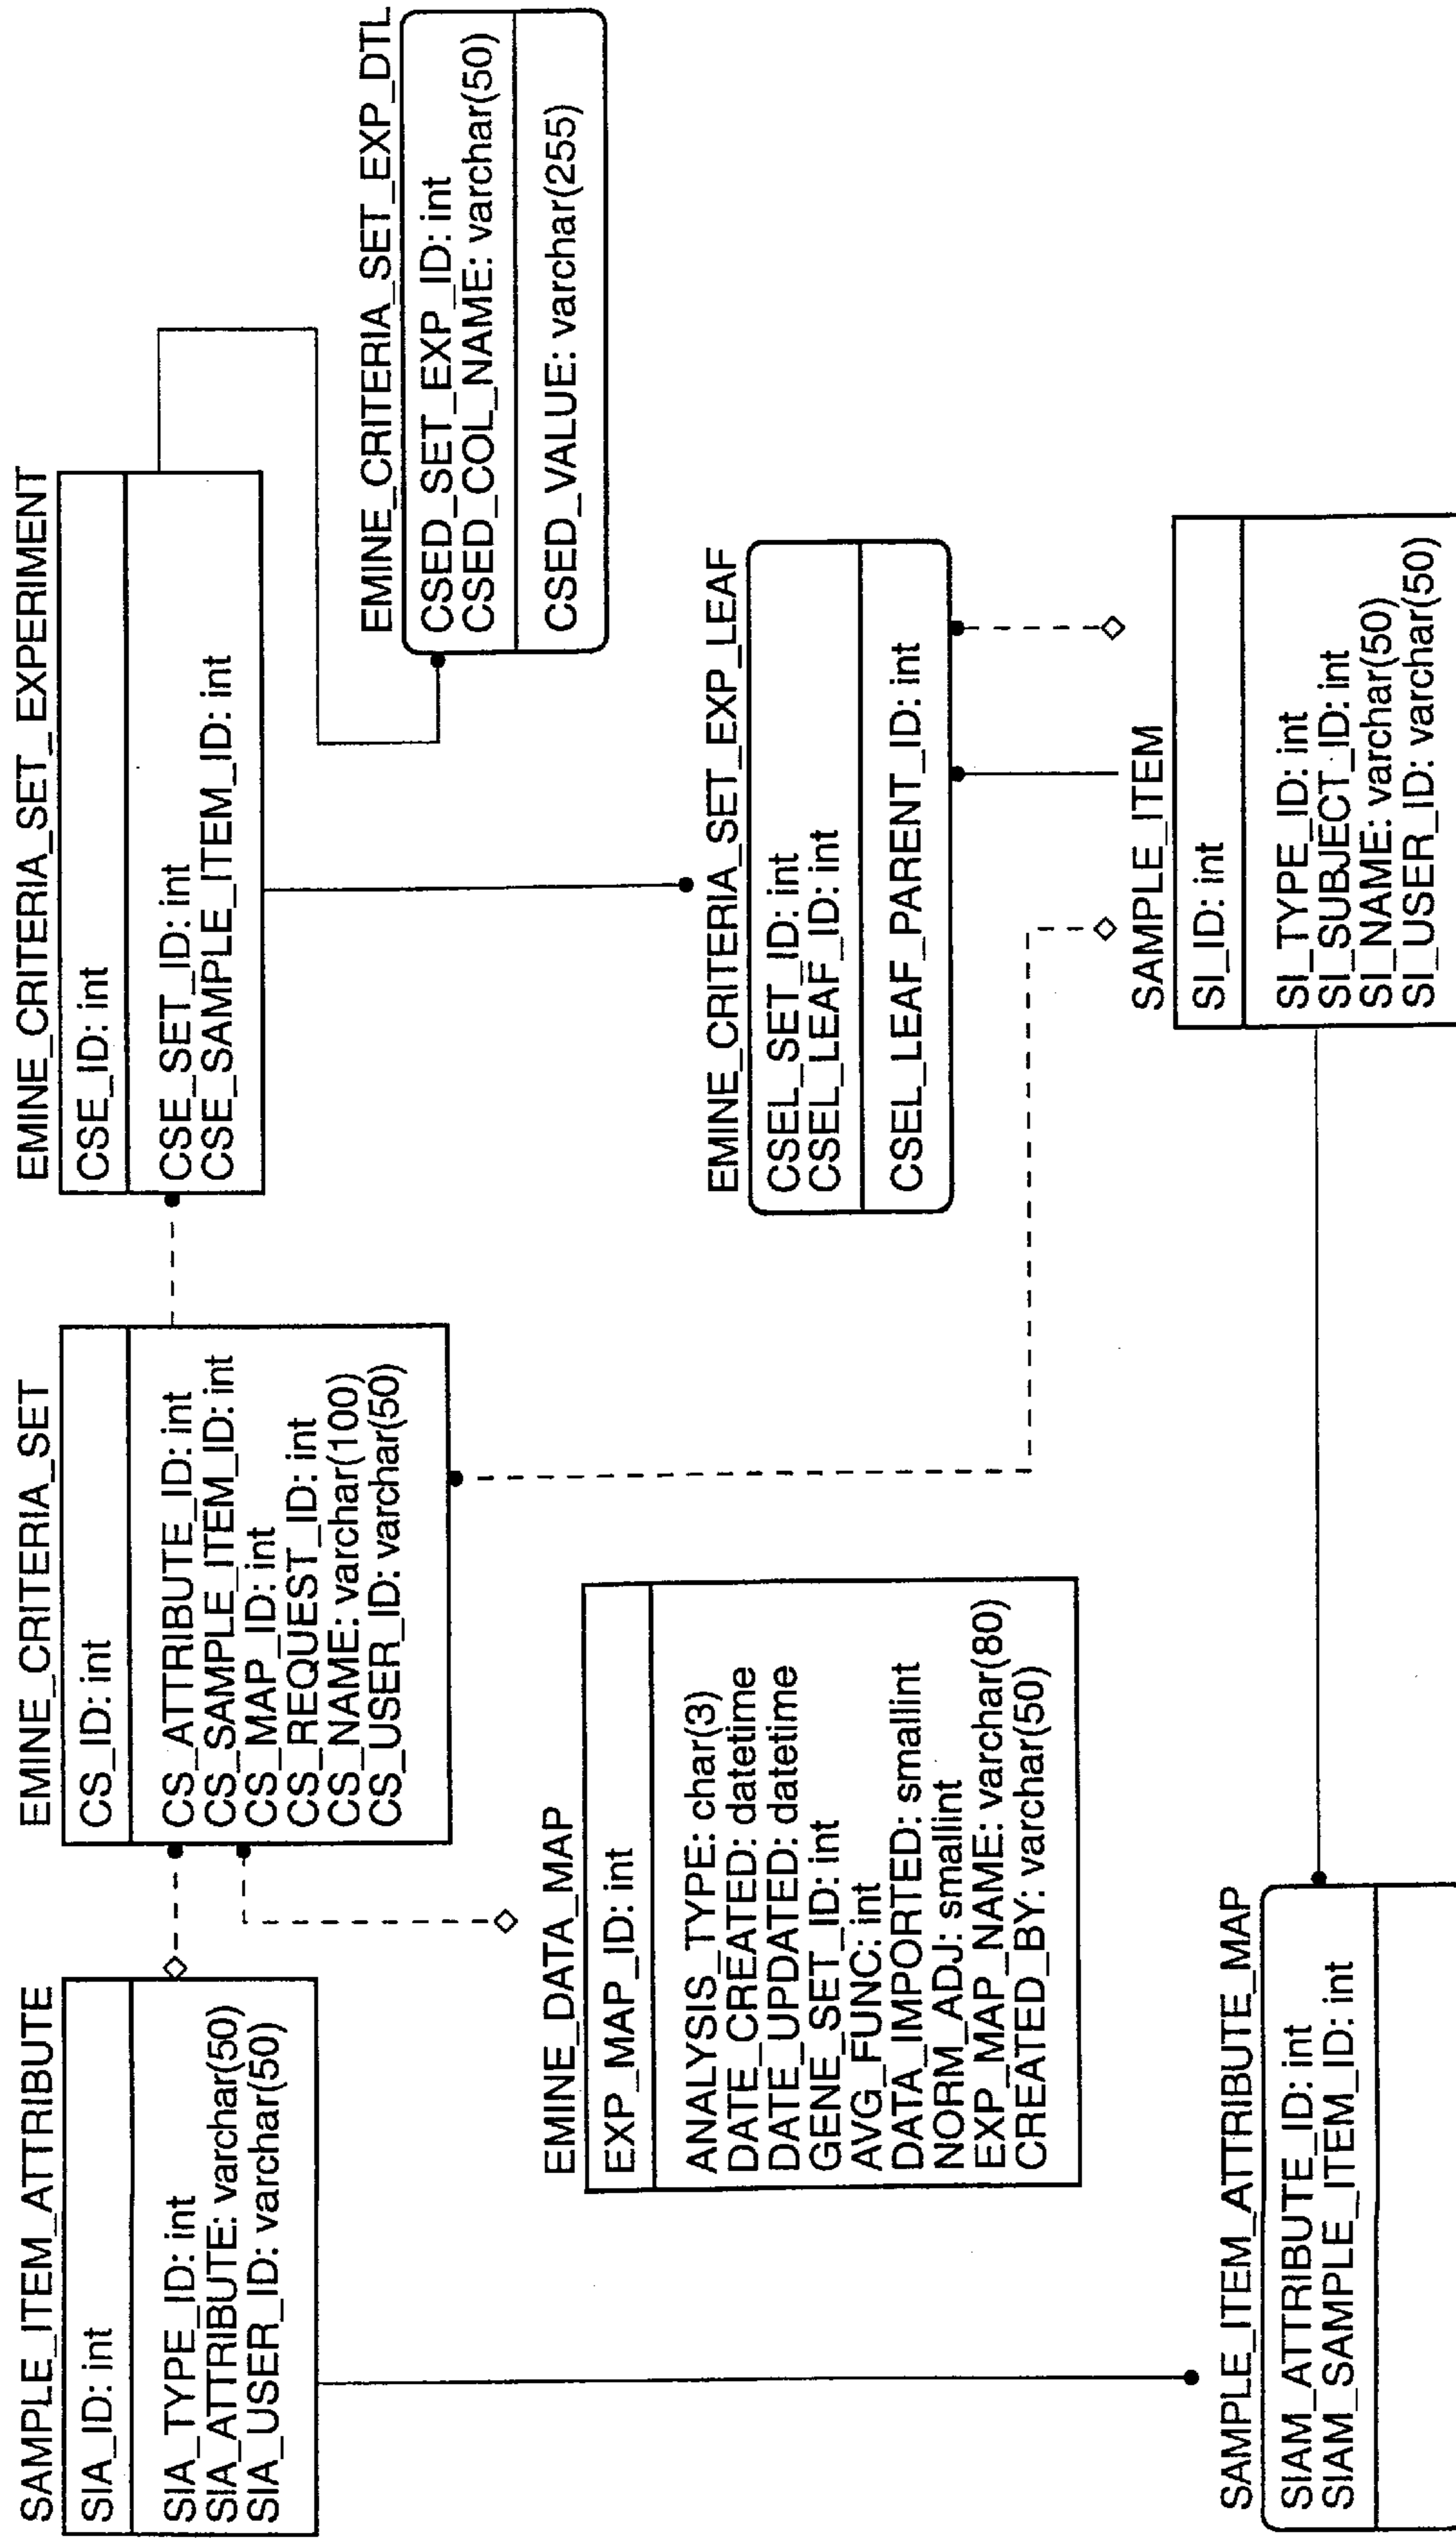 SAMPLE_ITEM_ATTRIBUTE
SIA_ID: int
SIA_TYPE_ID: int
SIA_ATTRIBUTE: varchar(50)
SIA_USER_ID: varchar(50)
EMINE_CRITERIA_SET
CS_ID: int
CS_ATTRIBUTE_ID: int
CS_SAMPLE_ITEM_ID: int
CS_MAP_ID: int
CS_REQUEST_ID: int
CS_NAME: varchar(100)
CS_USER_ID: varchar(50)
EMINE_CRITERIA_SET_EXPERIMENT
CSE_ID: int
CSE_SET_ID: int
CSE_SAMPLE_ITEM_ID: int
EMINE_CRITERIA_SET_EXP_DTL
CSED_SET_EXP_ID: int
CSED_COL_NAME: varchar(50)
CSED_VALUE: varchar(255)
EMINE_DATA_MAP
EXP_MAP_ID: int
ANALYSIS_TYPE: char(3)
DATE_CREATED: datetime
DATE_UPDATED: datetime
GENE_SET_ID: int
AVG_FUNC: int
DATA_IMPORTED: smallint
NORM_ADJ: smallint
EXP_MAP_NAME: varchar(80)
CREATED_BY: varchar(50)
EMINE_CRITERIA_SET_EXP_LEAF
CSEL_SET_ID: int
CSEL_LEAF_ID: int
CSEL_LEAF_PARENT_ID: int
SAMPLE_ITEM_ATTRIBUTE_MAP
SIAM_ATTRIBUTE_ID: int
SIAM_SAMPLE_ITEM_ID: int
SAMPLE_ITEM
SI_ID: int
SI_TYPE_ID: int
SI_SUBJECT_ID: int
SI_NAME: varchar(50)
SI_USER_ID: varchar(50)